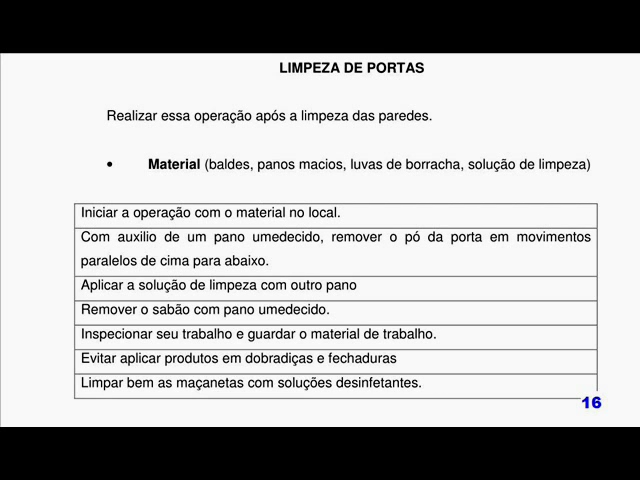 LIMPEZA DE PORTAS
Realizar essa operação após a limpeza das paredes.
• Material (baldes, panos macios, luvas de borracha, solução de limpeza)
Iniciar a operação com o material no local.
Com auxilio de um pano umedecido, remover o pó da porta em movimentos
paralelos de cima para abaixo.
Aplicar a solução de limpeza com outro pano
Remover o sabão com pano umedecido.
Inspecionar seu trabalho e guardar o material de trabalho.
Evitar aplicar produtos em dobradiças e fechaduras
Limpar bem as maçanetas com soluções desinfetantes.
16